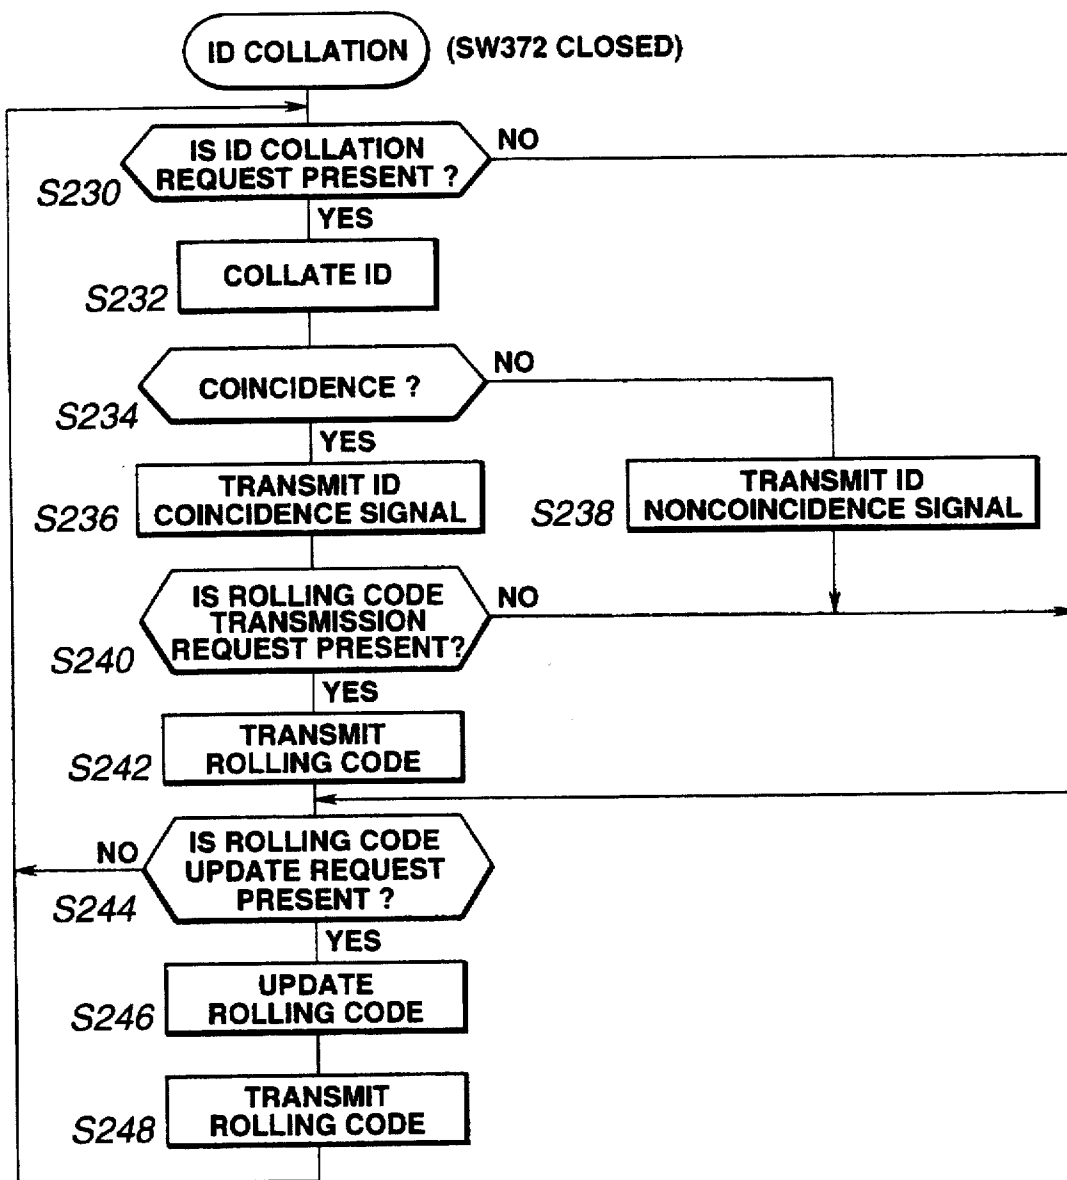 ID COLLATION (SW372 CLOSED)
IS ID COLLATION
REQUEST PRESENT ?
NO
S230
YES
COLLATE ID
S232
COINCIDENCE ?
NO
S234
YES
TRANSMIT ID
COINCIDENCE SIGNAL
S236
TRANSMIT ID
NONCOINCIDENCE SIGNAL
S238
IS ROLLING CODE
TRANSMISSION
REQUEST PRESENT?
NO
S240
YES
TRANSMIT
ROLLING CODE
S242
IS ROLLING CODE
UPDATE REQUEST
PRESENT ?
NO
S244
YES
UPDATE
ROLLING CODE
S246
TRANSMIT
ROLLING CODE
S248